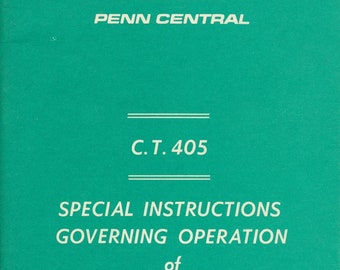 PENN CENTRAL
C.T. 405
SPECIAL INSTRUCTIONS
GOVERNING OPERATION
of